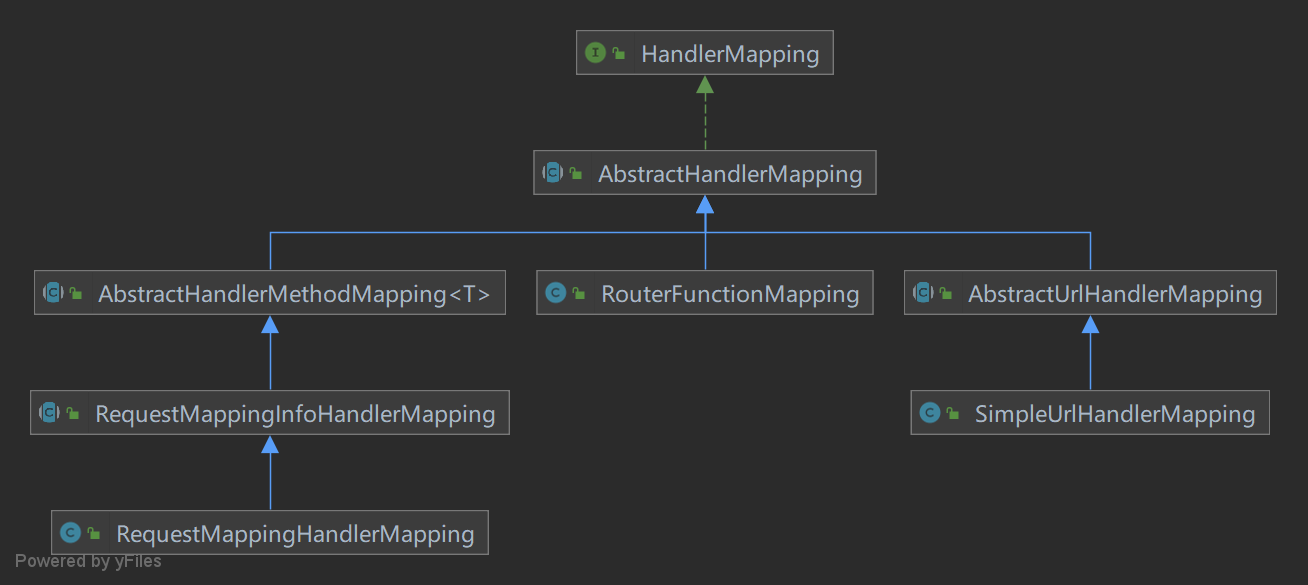 HandlerMapping
AbstractHandlerMapping
AbstractHandlerMethodMapping<T>
RouterFunctionMapping
AbstractUrlHandlerMapping
RequestMappingInfoHandlerMapping
SimpleUrlHandlerMapping
RequestMappingHandlerMapping
Powered by yFiles